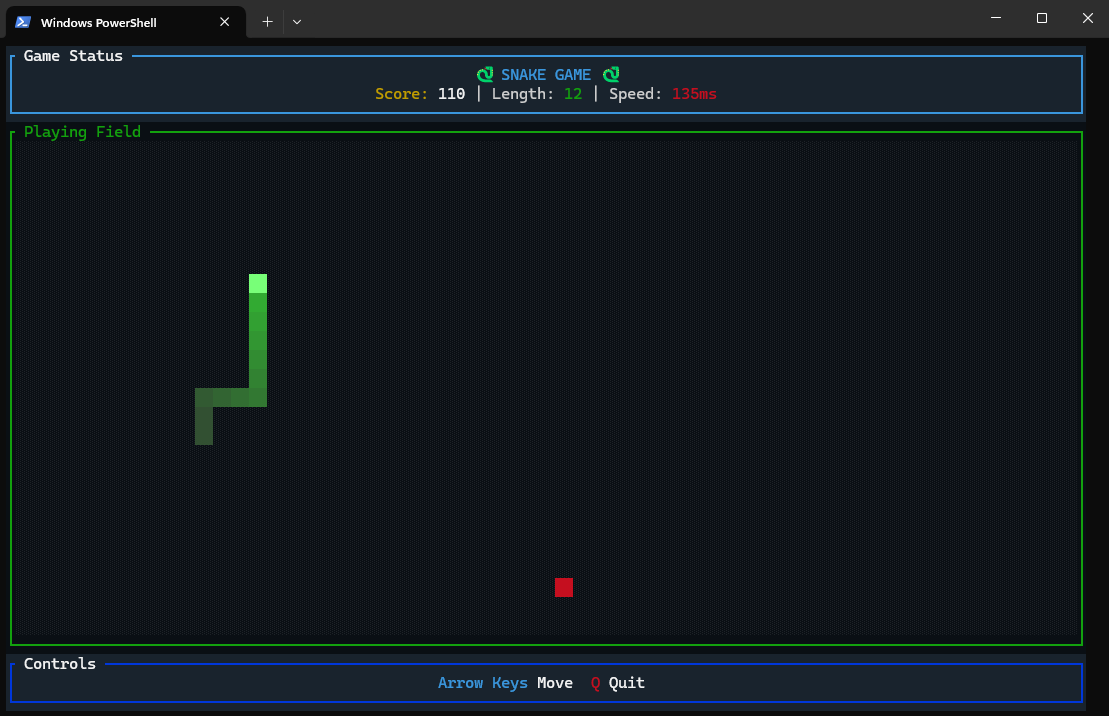 Windows PowerShell
Game Status
SNAKE GAME
Score: 110 | Length: 12 | Speed: 135ms
Playing Field
Controls
Arrow Keys Move Q Quit